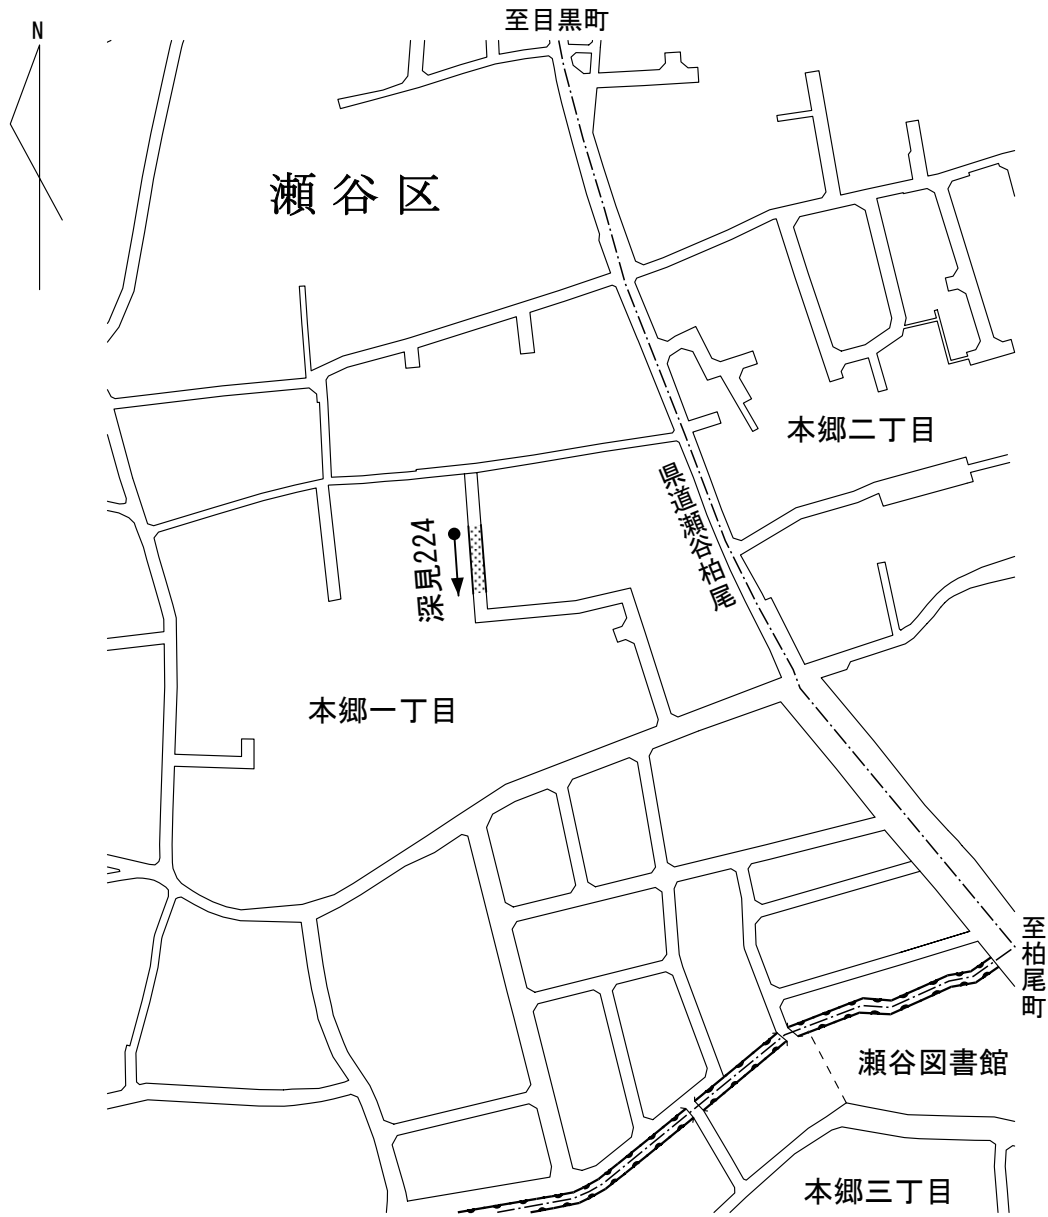 至目黒町
N
瀬谷区
本郷二丁目
県道瀬谷柏尾
深見224
本郷一丁目
至柏尾町
瀬谷図書館
本郷三丁目